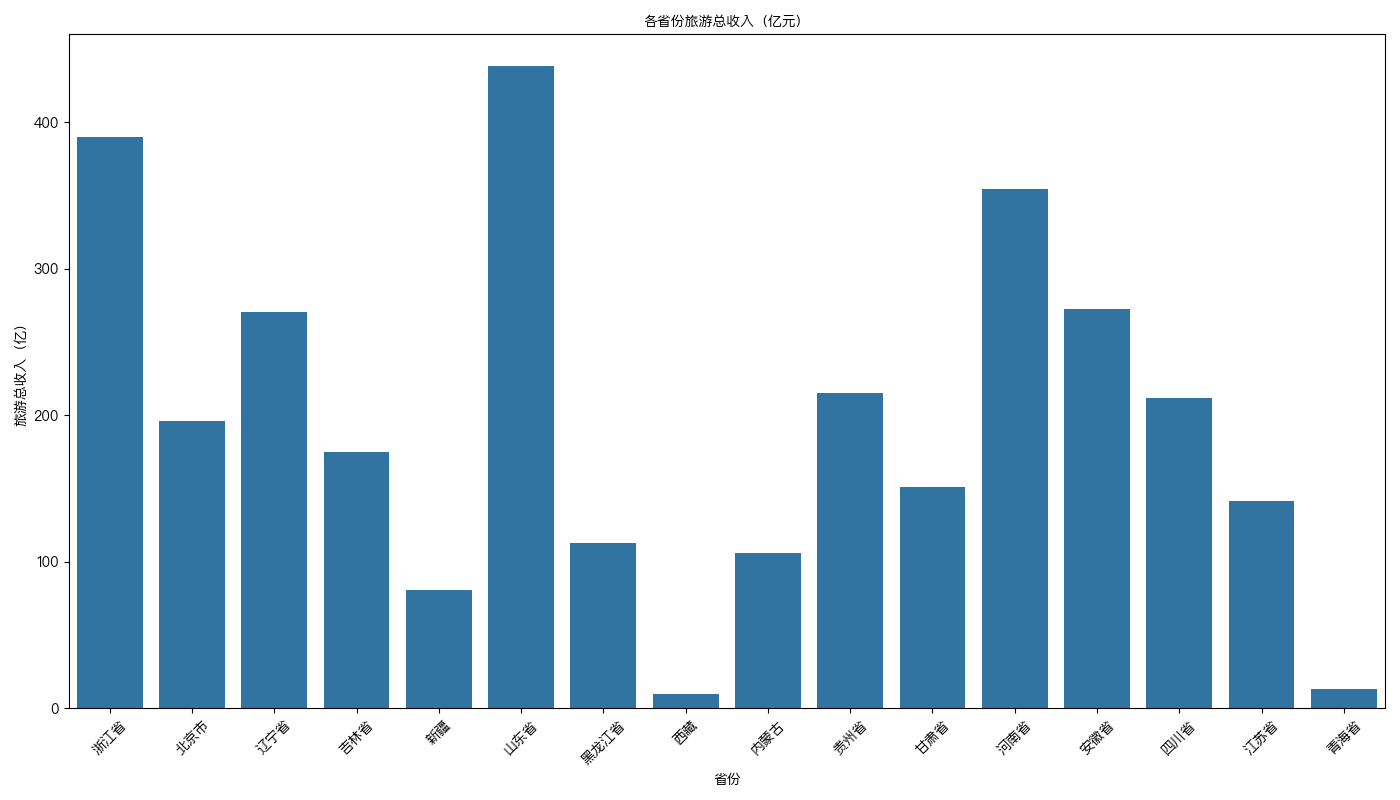 各省份旅游总收入（亿元）
旅游总收入（亿）
400
300
200
100
0
浙江省
北京市
辽宁省
吉林省
新疆
山东省
黑龙江省
西藏
内蒙古
贵州省
甘肃省
河南省
安徽省
四川省
江苏省
青海省
省份